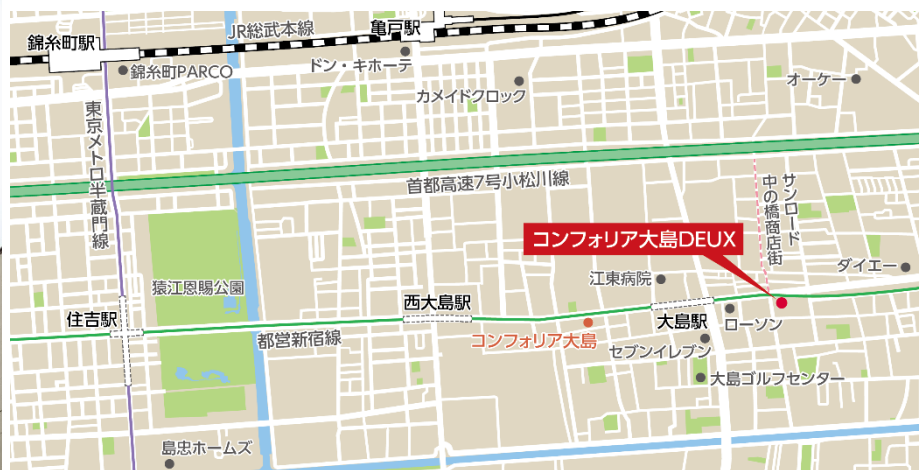 JR総武本線
亀戸駅
錦糸町駅
錦糸町PARCO
ドン・キホーテ
カメイドクロック
オーケー
東京メトロ半蔵門線
首都高速7号小松川線
サンロード
中の橋商店街
コンフォリア大島DEUX
ダイエー
江東病院
猿江恩賜公園
西大島駅
住吉駅
都営新宿線
コンフォリア大島
大島駅
ローソン
セブンイレブン
大島ゴルフセンター
島忠ホームズ